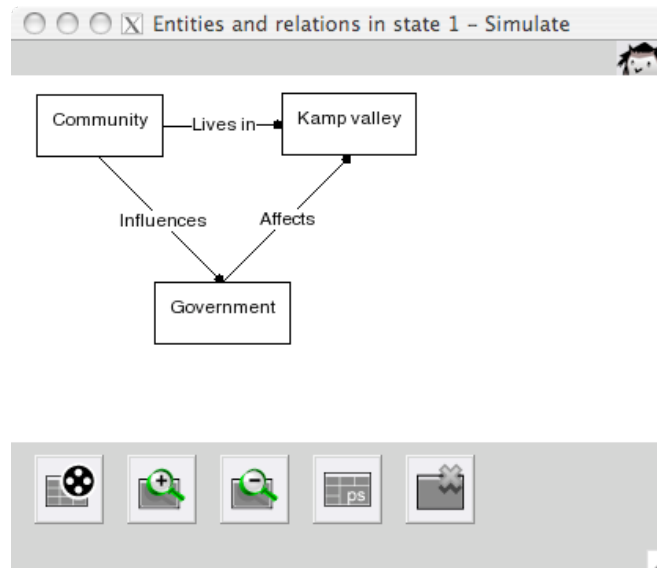 X Entities and relations in state 1 – Simulate
Community
Lives in
Kamp valley
Influences
Affects
Government
ps